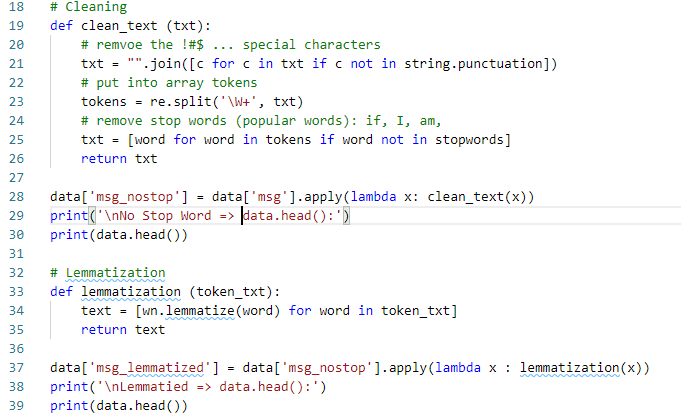 18 # Cleaning
19 def clean_text (txt):
20     # remvoe the !#$ ... special characters
21     txt = "".join([c for c in txt if c not in string.punctuation])
22     # put into array tokens
23     tokens = re.split('\W+', txt)
24     # remove stop words (popular words): if, I, am,
25     txt = [word for word in tokens if word not in stopwords]
26     return txt
27
28 data['msg_nostop'] = data['msg'].apply(lambda x: clean_text(x))
29 print('\nNo Stop Word => data.head():')
30 print(data.head())
31
32 # Lemmatization
33 def lemmatization (token_txt):
34     text = [wn.lemmatize(word) for word in token_txt]
35     return text
36
37 data['msg_lemmatized'] = data['msg_nostop'].apply(lambda x : lemmatization(x))
38 print('\nLemmatied => data.head():')
39 print(data.head())